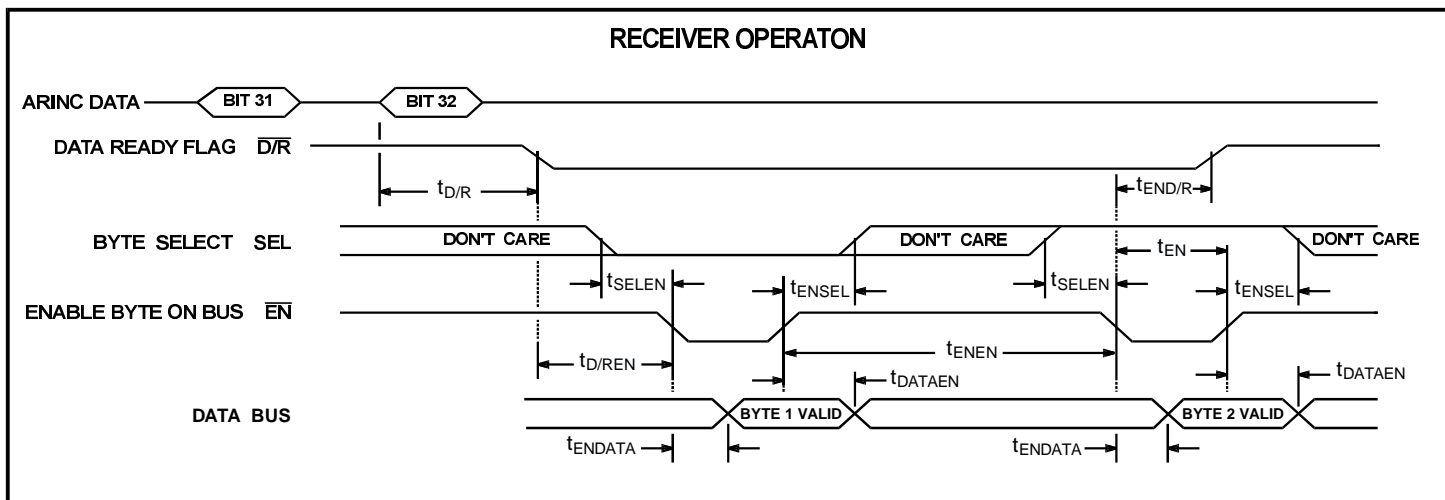 RECEIVER OPERATON
ARINC DATA BIT 31 BIT 32
DATA READY FLAG D/R
tD/R tEND/R
BYTE SELECT SEL DON'T CARE DON'T CARE DON'T CARE
tEN
tSELEN tENSEL tSELEN tENSEL
ENABLE BYTE ON BUS EN
tD/REN tENEN
tDATAEN tDATAEN
DATA BUS BYTE 1 VALID BYTE 2 VALID
tENDATA tENDATA